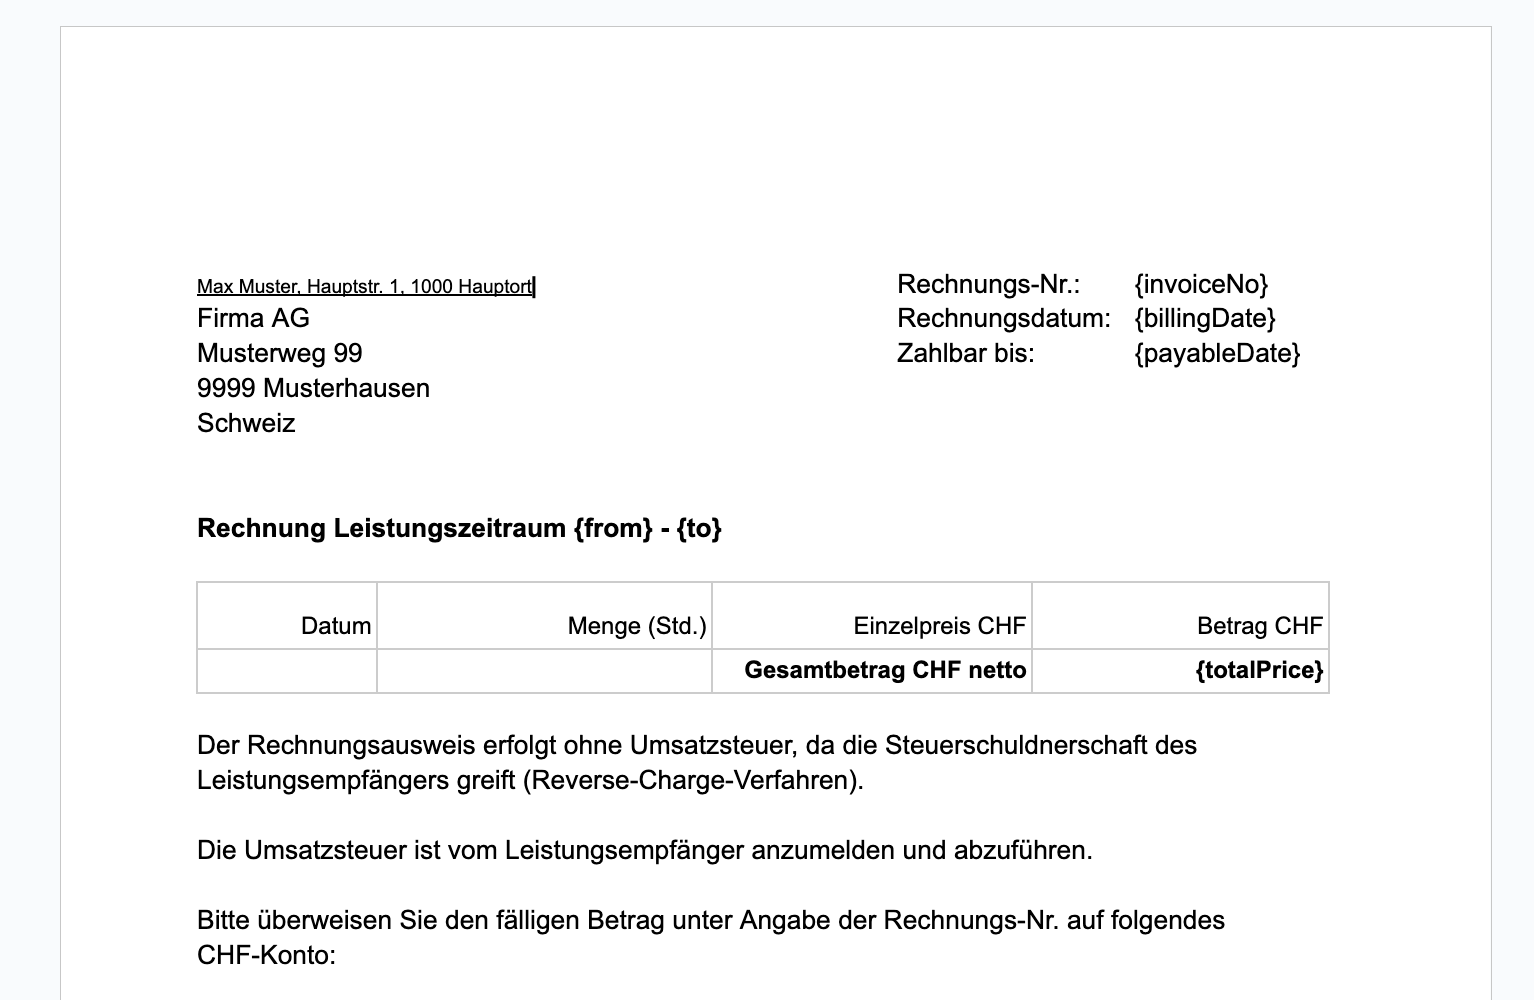 Max Muster, Hauptstr. 1, 1000 Hauptort
Firma AG
Musterweg 99
9999 Musterhausen
Schweiz
Rechnungs-Nr.: {invoiceNo}
Rechnungsdatum: {billingDate}
Zahlbar bis: {payableDate}
Rechnung Leistungszeitraum {from} - {to}
Datum Menge (Std.) Einzelpreis CHF Betrag CHF
Gesamtbetrag CHF netto {totalPrice}
Der Rechnungsausweis erfolgt ohne Umsatzsteuer, da die Steuerschuldnerschaft des
Leistungsempfängers greift (Reverse-Charge-Verfahren).
Die Umsatzsteuer ist vom Leistungsempfänger anzumelden und abzuführen.
Bitte überweisen Sie den fälligen Betrag unter Angabe der Rechnungs-Nr. auf folgendes
CHF-Konto: